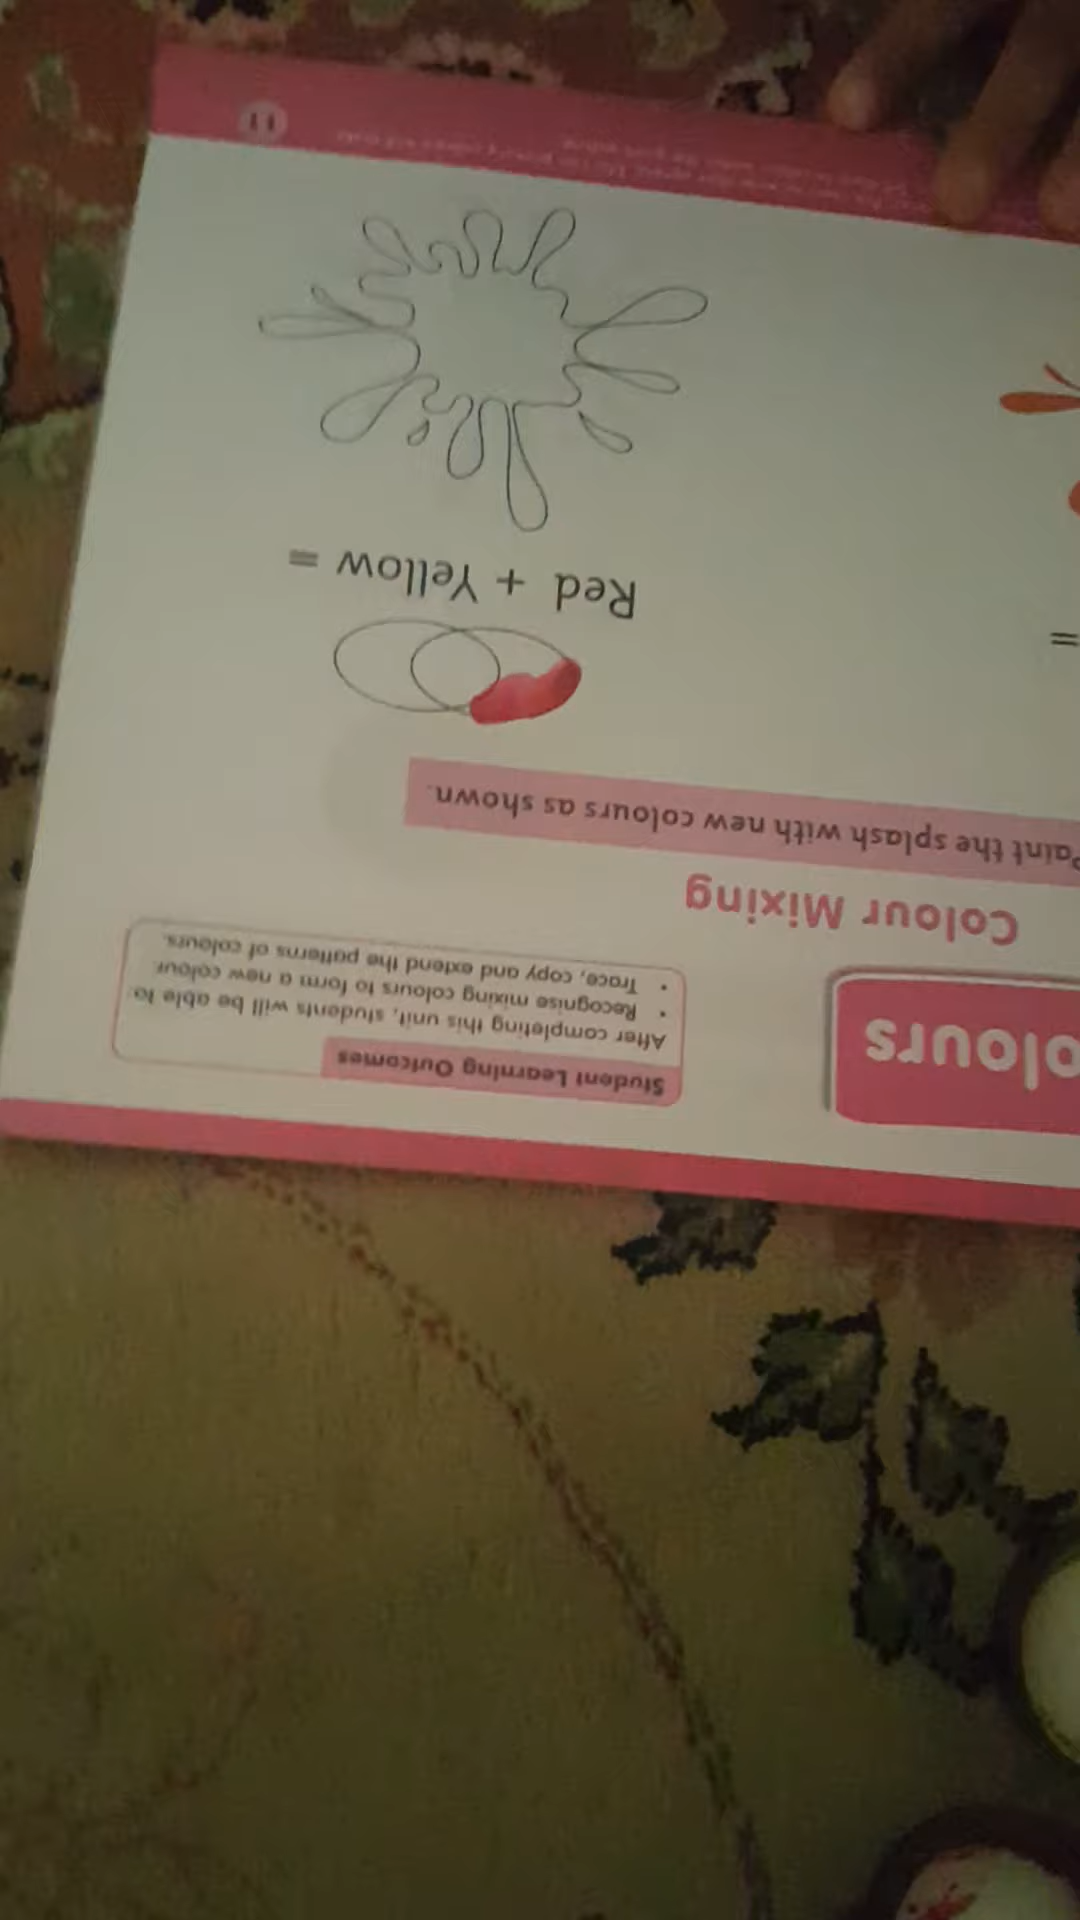 olours
Student Learning Outcomes
After completing this unit, students will be able to:
• Recognise mixing colours to form a new colour.
• Trace, copy and extend the patterns of colours.
Colour Mixing
Paint the splash with new colours as shown.
=
Red + Yellow =
11